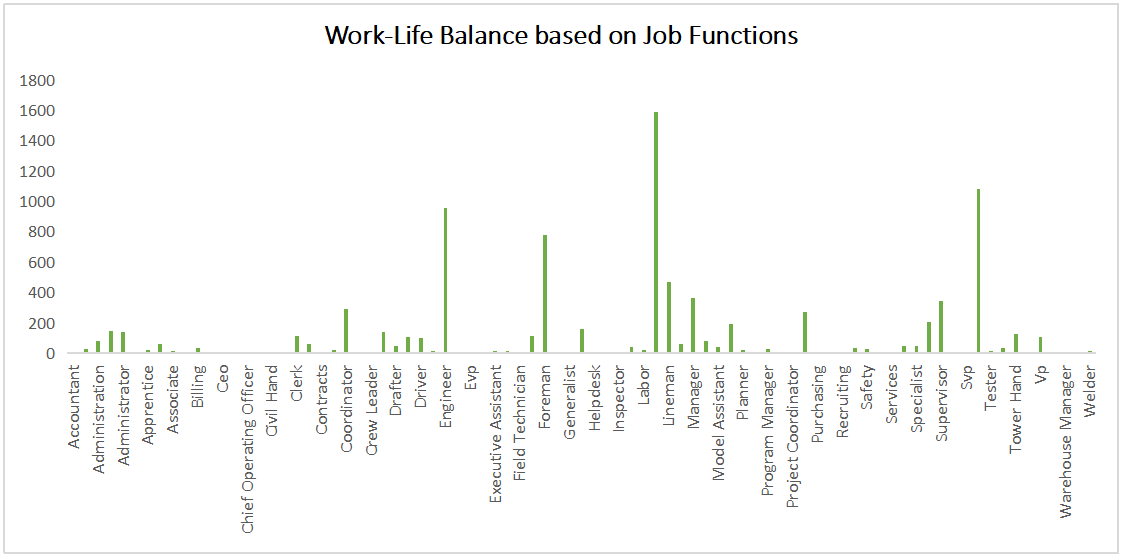 Work-Life Balance based on Job Functions
1800
1600
1400
1200
1000
800
600
400
200
0
Accountant
Administration
Administrator
Apprentice
Associate
Billing
Ceo
Chief Operating Officer
Civil Hand
Clerk
Contracts
Coordinator
Crew Leader
Drafter
Driver
Engineer
Evp
Executive Assistant
Field Technician
Foreman
Generalist
Helpdesk
Inspector
Labor
Lineman
Manager
Model Assistant
Planner
Program Manager
Project Coordinator
Purchasing
Recruiting
Safety
Services
Specialist
Supervisor
Svp
Tester
Tower Hand
Vp
Warehouse Manager
Welder